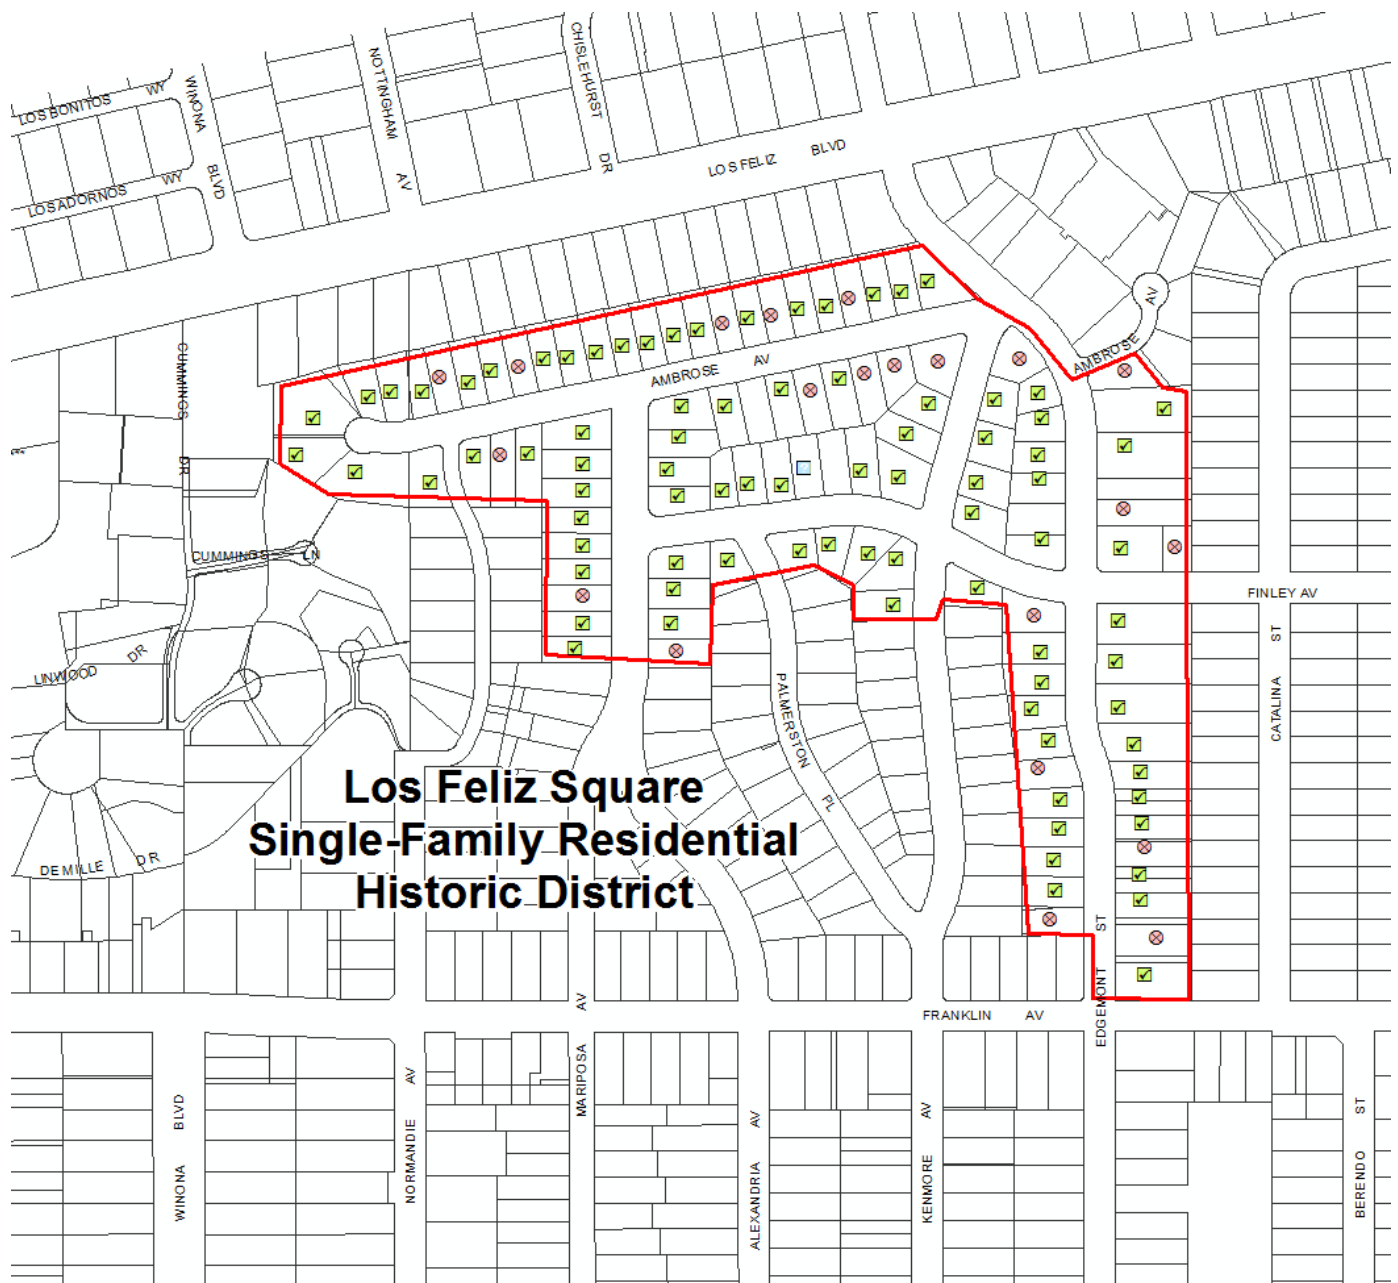 LOS BONITOS WY
WINONA BLVD
NOTTINGHAM AV
CHISLEHURST DR
LOS FELIZ BLVD
LOS ADORNOS WY
AMBROSE AV
CUMMINGS DR
AMBROSE AV
CUMMINGS LN
FINLEY AV
LINWOOD DR
PALMERSTON PL
CATALINA ST
Los Feliz Square
Single-Family Residential
Historic District
DEMILLE DR
EDGEMONT ST
FRANKLIN AV
WINONA BLVD
NORMANDIE AV
MARIPOSA AV
ALEXANDRIA AV
KENMORE AV
BERENDO ST